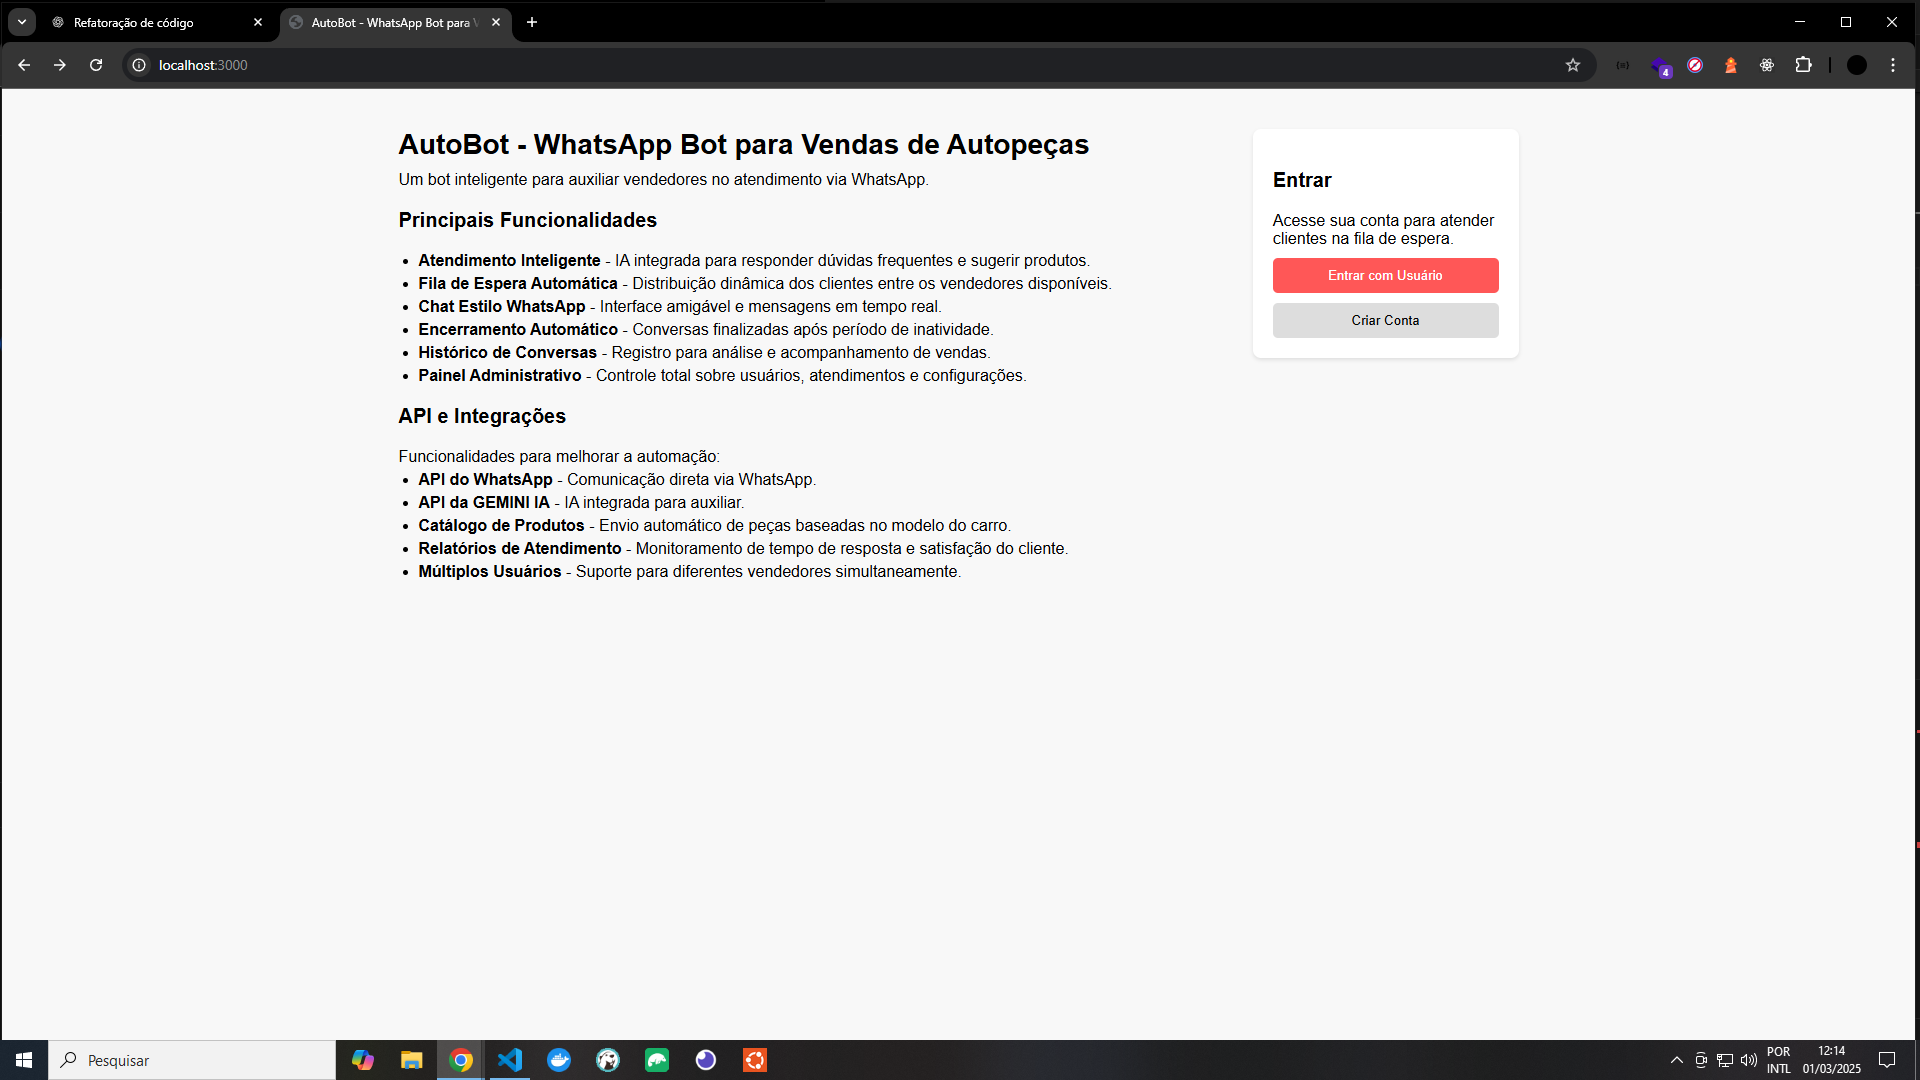 Refatoração de código
AutoBot - WhatsApp Bot para V
localhost:3000
4
AutoBot - WhatsApp Bot para Vendas de Autopeças
Um bot inteligente para auxiliar vendedores no atendimento via WhatsApp.
Principais Funcionalidades
Atendimento Inteligente - IA integrada para responder dúvidas frequentes e sugerir produtos.
Fila de Espera Automática - Distribuição dinâmica dos clientes entre os vendedores disponíveis.
Chat Estilo WhatsApp - Interface amigável e mensagens em tempo real.
Encerramento Automático - Conversas finalizadas após período de inatividade.
Histórico de Conversas - Registro para análise e acompanhamento de vendas.
Painel Administrativo - Controle total sobre usuários, atendimentos e configurações.
API e Integrações
Funcionalidades para melhorar a automação:
API do WhatsApp - Comunicação direta via WhatsApp.
API da GEMINI IA - IA integrada para auxiliar.
Catálogo de Produtos - Envio automático de peças baseadas no modelo do carro.
Relatórios de Atendimento - Monitoramento de tempo de resposta e satisfação do cliente.
Múltiplos Usuários - Suporte para diferentes vendedores simultaneamente.
Entrar
Acesse sua conta para atender
clientes na fila de espera.
Entrar com Usuário
Criar Conta
Pesquisar
POR
INTL
12:14
01/03/2025